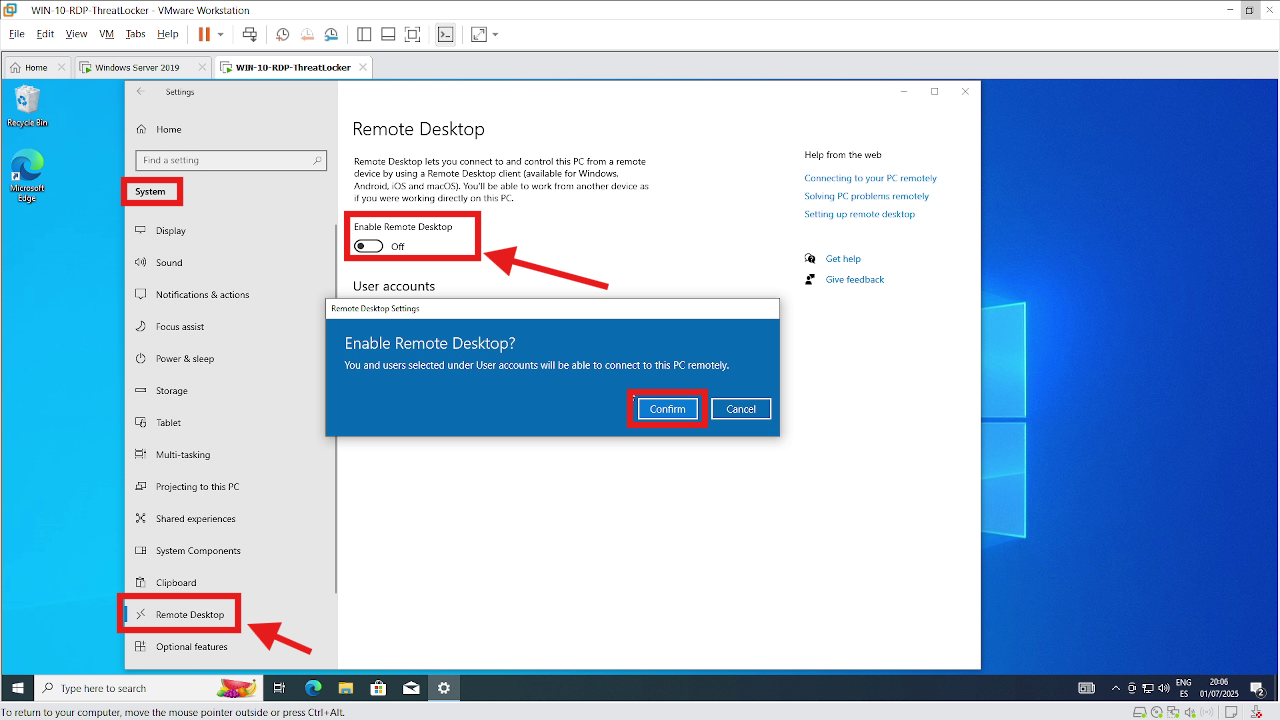 WIN-10-RDP-ThreatLocker - VMware Workstation
File Edit View VM Tabs Help
Home
Windows Server 2019
WIN-10-RDP-ThreatLocker
Recycle Bin
Microsoft
Edge
Settings
Home
Find a setting
System
Display
Sound
Notifications & actions
Focus assist
Power & sleep
Storage
Tablet
Multi-tasking
Projecting to this PC
Shared experiences
System Components
Clipboard
Remote Desktop
Optional features
Remote Desktop
Remote Desktop lets you connect to and control this PC from a remote
device by using a Remote Desktop client (available for Windows,
Android, iOS and macOS). You'll be able to work from another device as
if you were working directly on this PC.
Enable Remote Desktop
Off
User accounts
Help from the web
Connecting to your PC remotely
Solving PC problems remotely
Setting up remote desktop
Get help
Give feedback
Remote Desktop Settings
Enable Remote Desktop?
You and users selected under User accounts will be able to connect to this PC remotely.
Confirm
Cancel
Type here to search
ENG
ES
20:06
01/07/2025
2
To return to your computer, move the mouse pointer outside or press Ctrl+Alt.